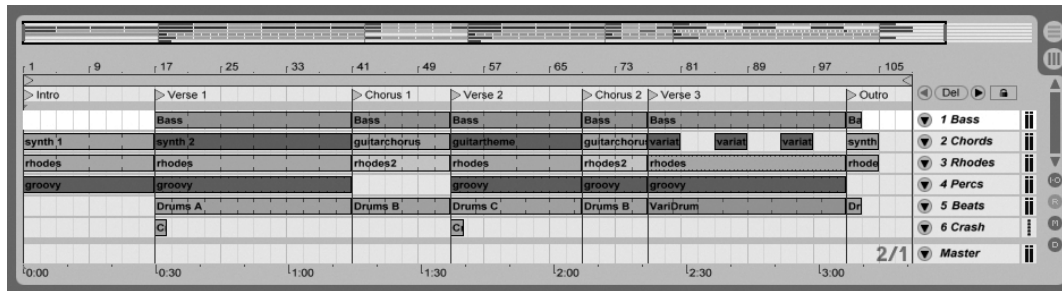 1 9 17 25 33 41 49 57 65 73 81 89 97 105
Intro Verse 1 Chorus 1 Verse 2 Chorus 2 Verse 3 Outro Del
Bass Bass Bass Bass Bass Ba 1 Bass
synth 1 synth 2 guitarchorus guitartheme guitarchorus variat variat variat synth 2 Chords
rhodes rhodes rhodes2 rhodes rhodes2 rhodes rhode 3 Rhodes
groovy groovy groovy groovy groovy 4 Percs
Drums A Drums B Drums C Drums B VariDrum Dr 5 Beats
C Cr 6 Crash
2/1 Master
0:00 0:30 1:00 1:30 2:00 2:30 3:00
I-O
R
M
D